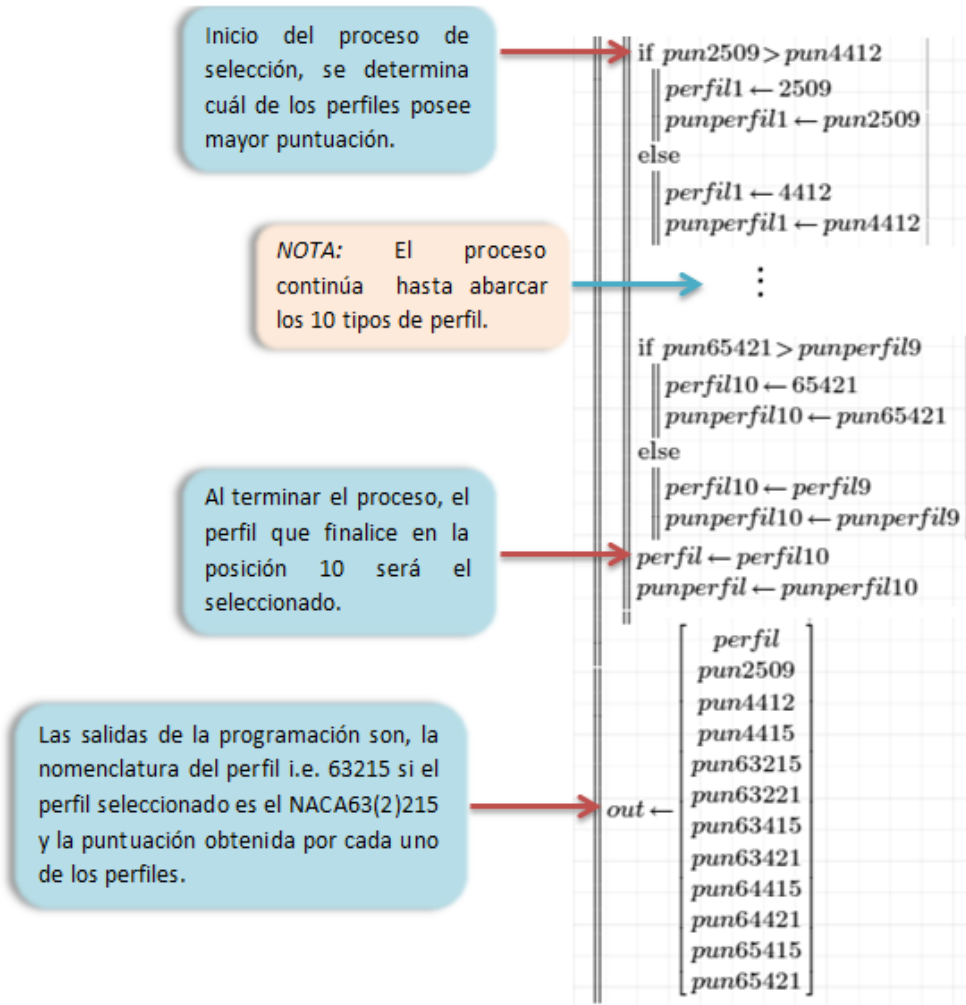 Inicio del proceso de
selección, se determina
cuál de los perfiles posee
mayor puntuación.
if pun2509 > pun4412
perfil1 ← 2509
punperfil1 ← pun2509
else
perfil1 ← 4412
punperfil1 ← pun4412
NOTA: El proceso
continúa hasta abarcar
los 10 tipos de perfil.
⋮
if pun65421 > punperfil9
perfil10 ← 65421
punperfil10 ← pun65421
else
perfil10 ← perfil9
punperfil10 ← punperfil9
Al terminar el proceso, el
perfil que finalice en la
posición 10 será el
seleccionado.
perfil ← perfil10
punperfil ← punperfil10
Las salidas de la programación son, la
nomenclatura del perfil i.e. 63215 si el
perfil seleccionado es el NACA63(2)215
y la puntuación obtenida por cada uno
de los perfiles.
out ←
perfil
pun2509
pun4412
pun4415
pun63215
pun63221
pun63415
pun63421
pun64415
pun64421
pun65415
pun65421